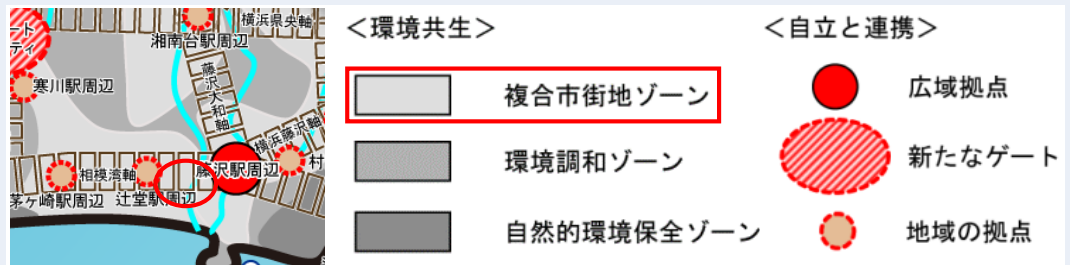 ート
ティ
横浜県央軸
湘南台駅周辺
藤沢大和軸
寒川駅周辺
横浜藤沢軸
村
相模湾軸
藤沢駅周辺
茅ヶ崎駅周辺
辻堂駅周辺
<環境共生>
複合市街地ゾーン
環境調和ゾーン
自然的環境保全ゾーン
<自立と連携>
広域拠点
新たなゲート
地域の拠点